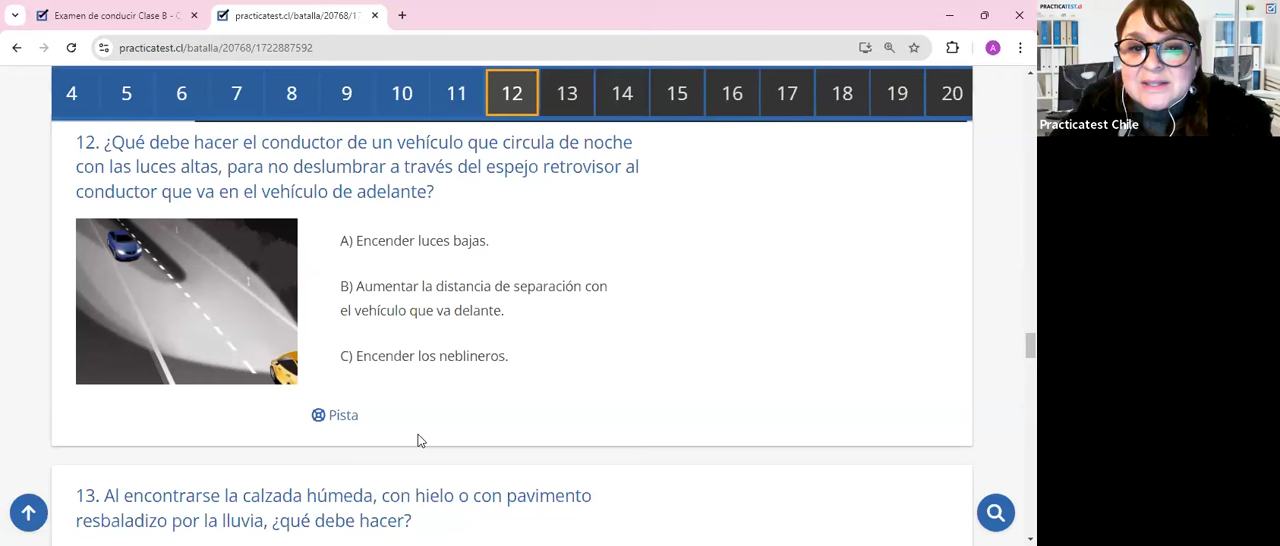 Examen de conducir Clase B - C
practicatest.cl/batalla/20768/17
practicatest.cl/batalla/20768/1722887592
A
PRACTICATEST.cl
Practicatest Chile
4 5 6 7 8 9 10 11 12 13 14 15 16 17 18 19 20
12. ¿Qué debe hacer el conductor de un vehículo que circula de noche
con las luces altas, para no deslumbrar a través del espejo retrovisor al
conductor que va en el vehículo de adelante?
A) Encender luces bajas.
B) Aumentar la distancia de separación con
el vehículo que va delante.
C) Encender los neblineros.
Pista
13. Al encontrarse la calzada húmeda, con hielo o con pavimento
resbaladizo por la lluvia, ¿qué debe hacer?